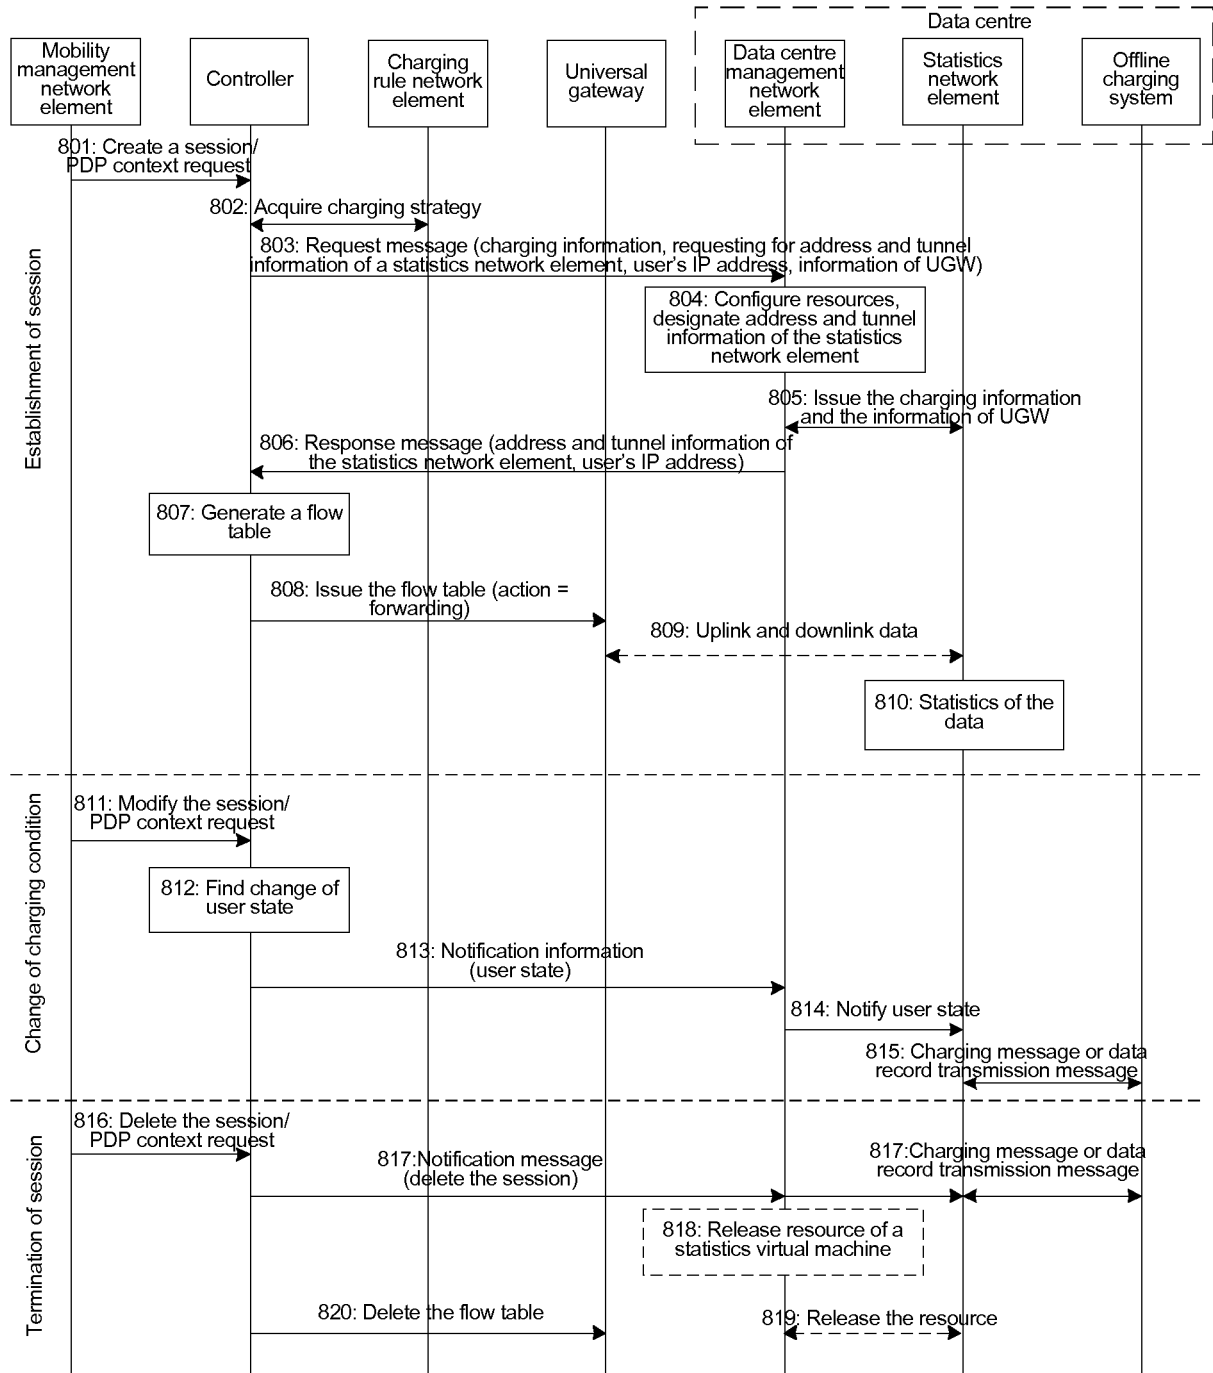 Data centre
Mobility
management
network
element
Controller
Charging
rule network
element
Universal
gateway
Data centre
management
network
element
Statistics
network
element
Offline
charging
system
Establishment of session
801: Create a session/
PDP context request
802: Acquire charging strategy
803: Request message (charging information, requesting for address and tunnel
information of a statistics network element, user's IP address, information of UGW)
804: Configure resources,
designate address and tunnel
information of the statistics
network element
805: Issue the charging information
and the information of UGW
806: Response message (address and tunnel information of
the statistics network element, user's IP address)
807: Generate a flow
table
808: Issue the flow table (action =
forwarding)
809: Uplink and downlink data
810: Statistics of the
data
Change of charging condition
811: Modify the session/
PDP context request
812: Find change of
user state
813: Notification information
(user state)
814: Notify user state
815: Charging message or data
record transmission message
Termination of session
816: Delete the session/
PDP context request
817:Notification message
(delete the session)
817:Charging message or data
record transmission message
818: Release resource of a
statistics virtual machine
820: Delete the flow table
819: Release the resource